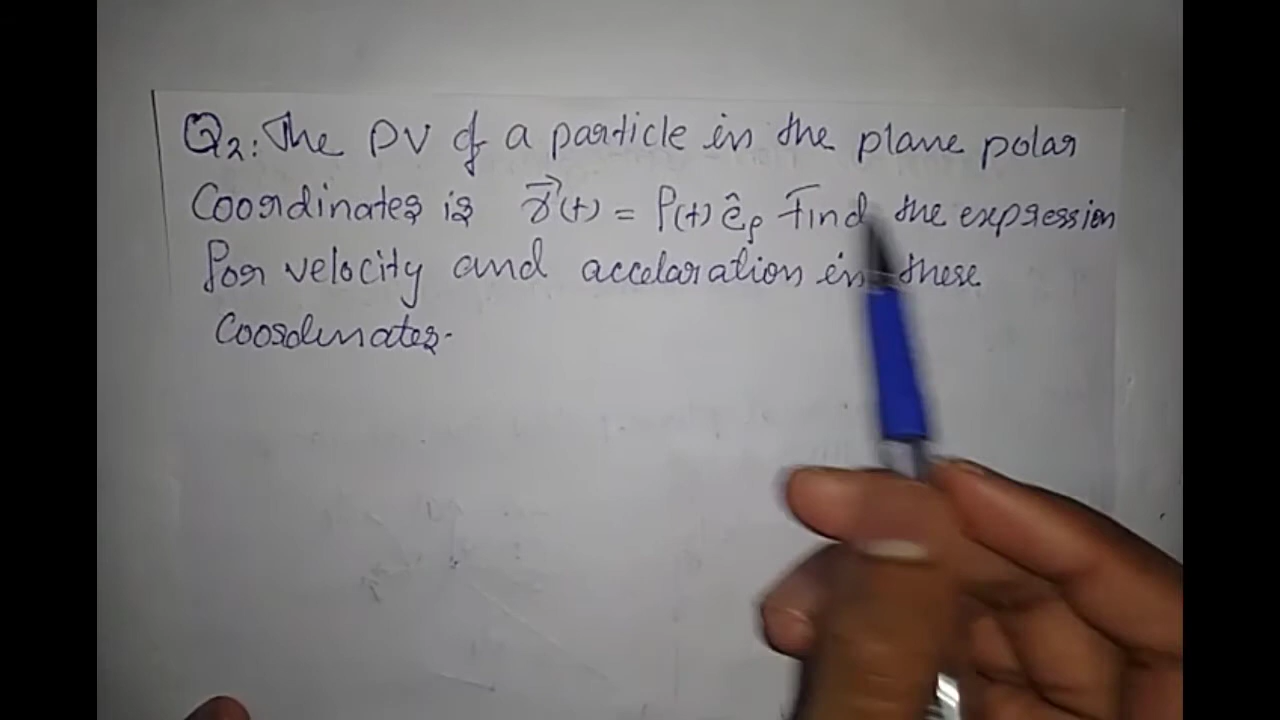 Q2: The PV of a particle in the plane polar
Coordinates is r⃗(t) = ρ(t) ê_ρ Find the expression
For velocity and accelaration in these
Coordinates.